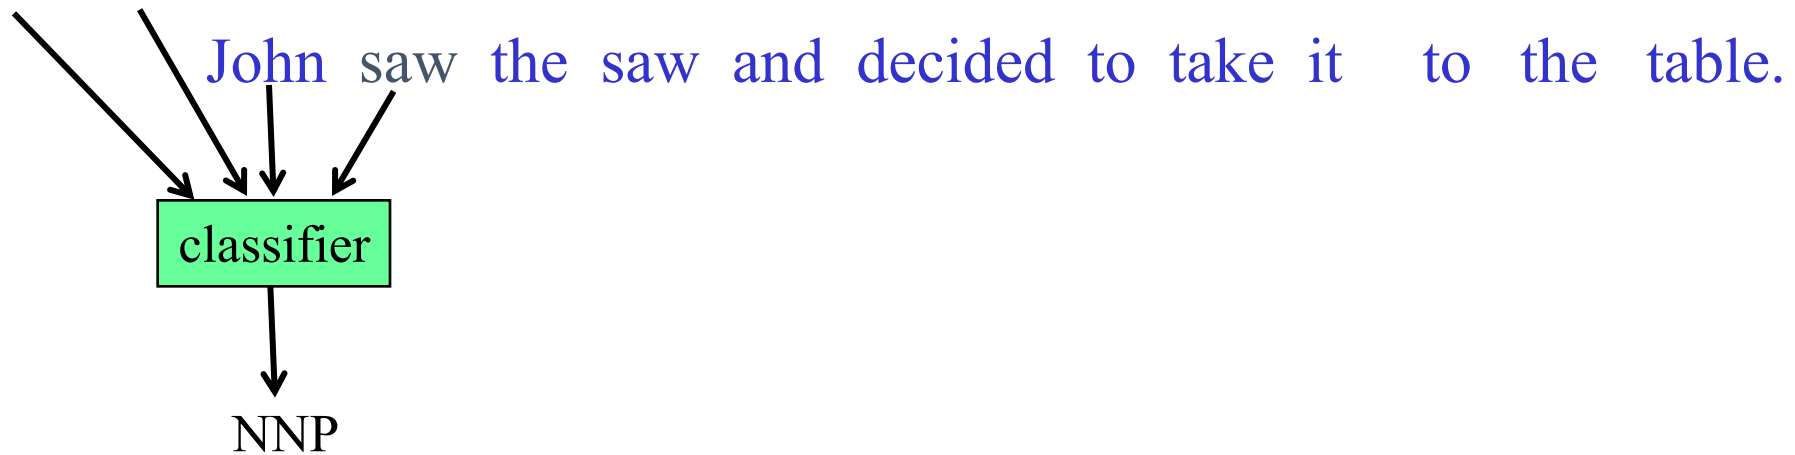 John saw the saw and decided to take it to the table.
classifier
NNP